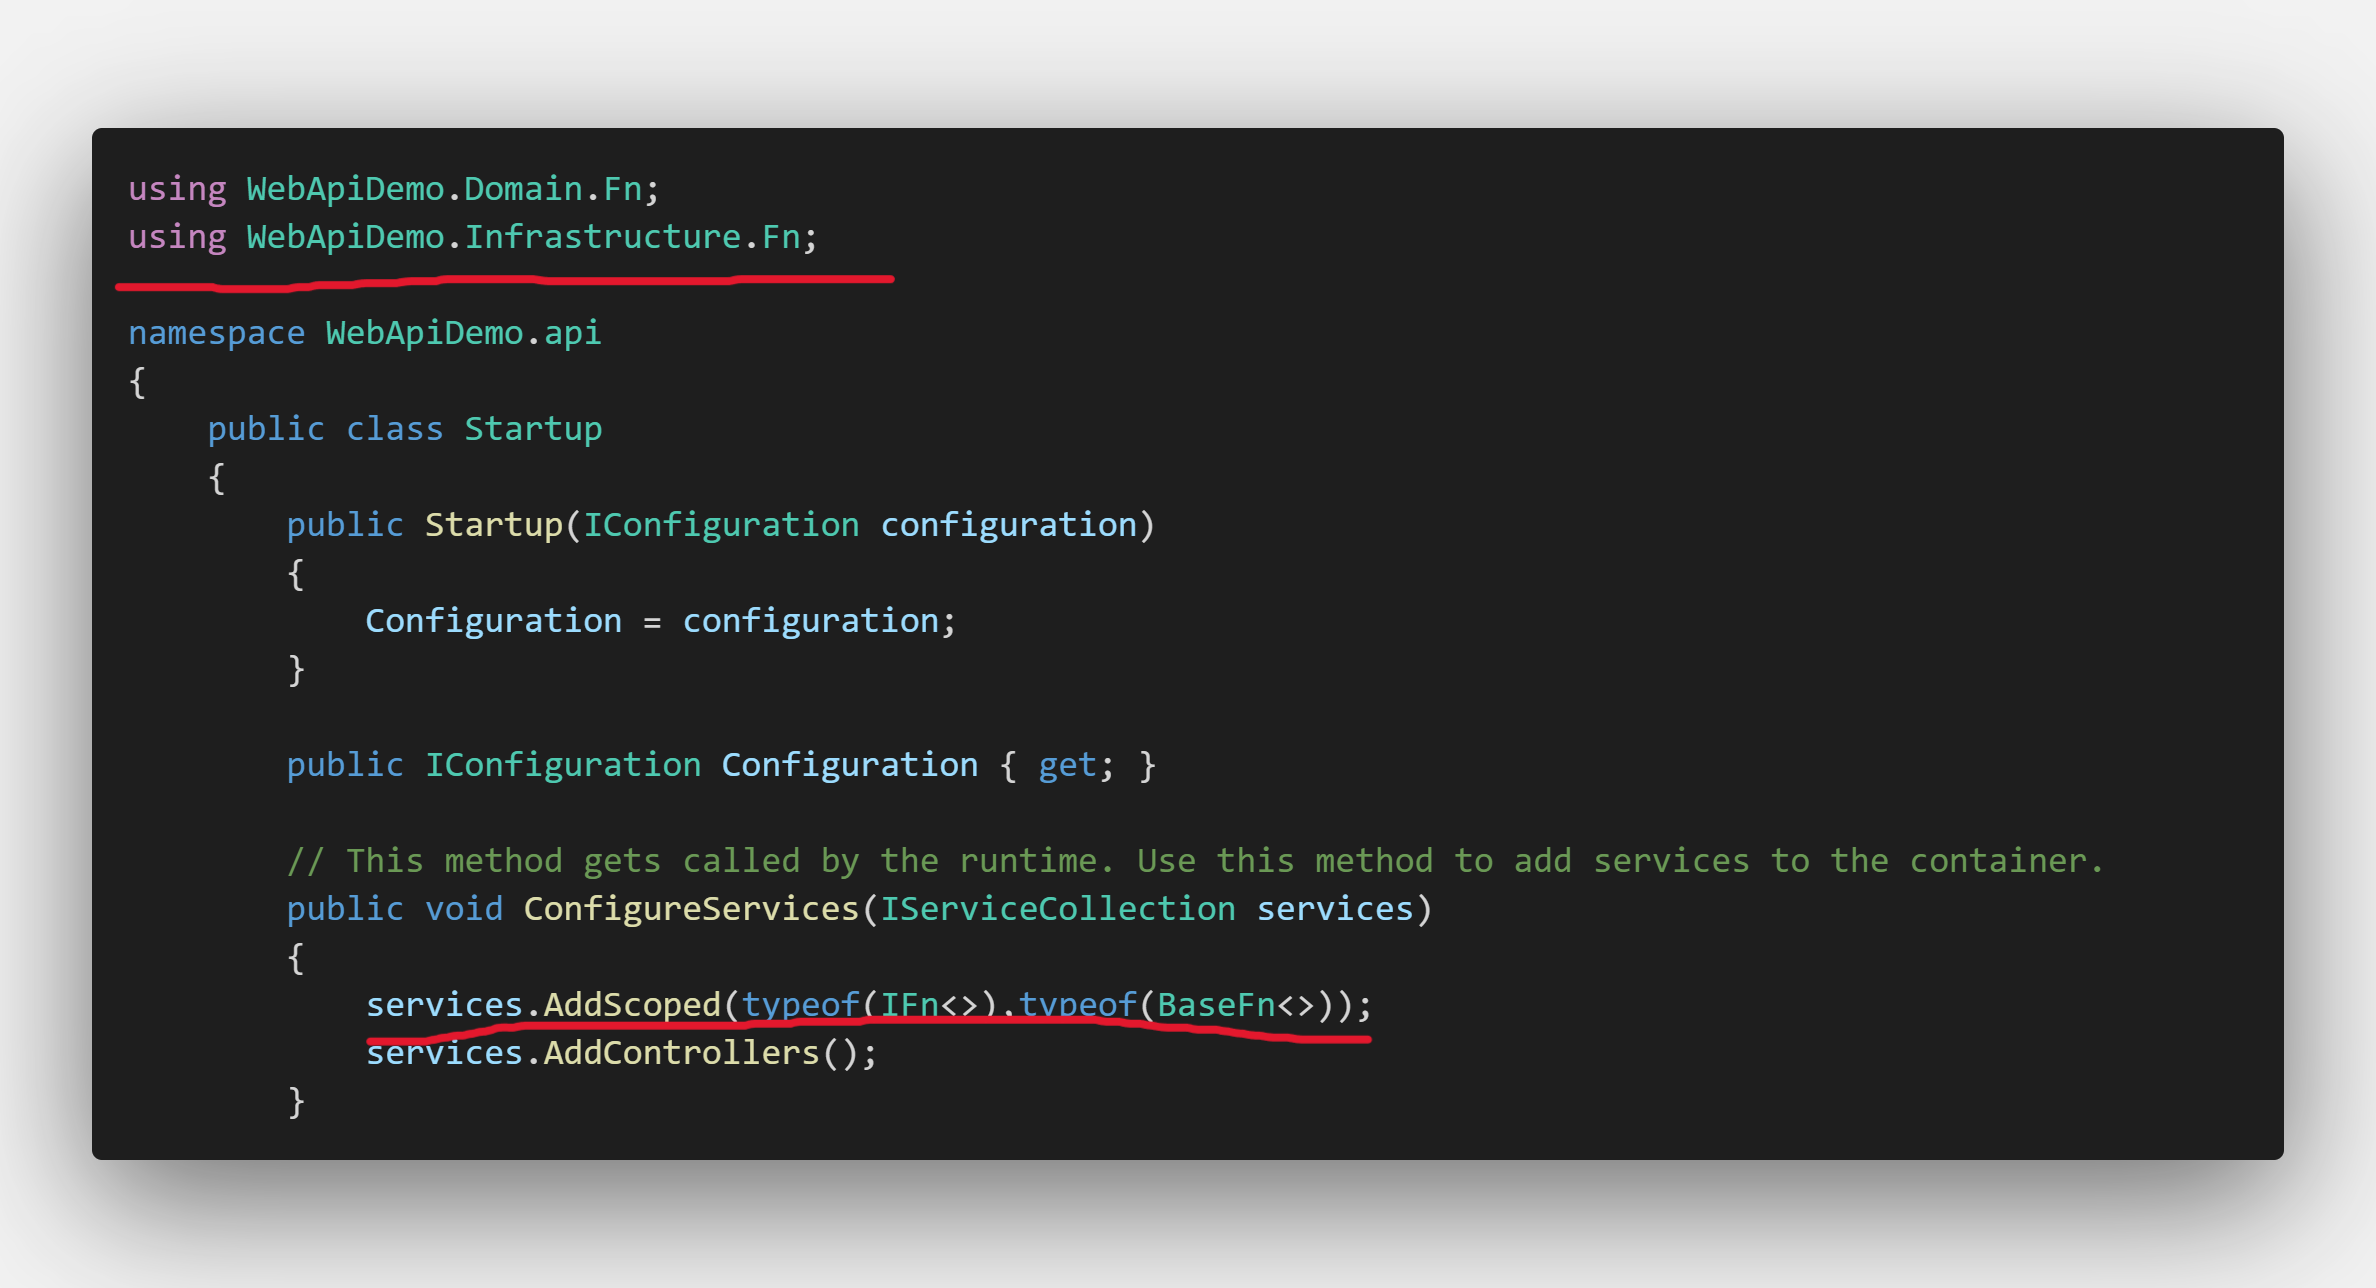 using WebApiDemo.Domain.Fn;
using WebApiDemo.Infrastructure.Fn;
namespace WebApiDemo.api
{
    public class Startup
    {
        public Startup(IConfiguration configuration)
        {
            Configuration = configuration;
        }
        public IConfiguration Configuration { get; }
        // This method gets called by the runtime. Use this method to add services to the container.
        public void ConfigureServices(IServiceCollection services)
        {
            services.AddScoped(typeof(IFn<>),typeof(BaseFn<>));
            services.AddControllers();
        }